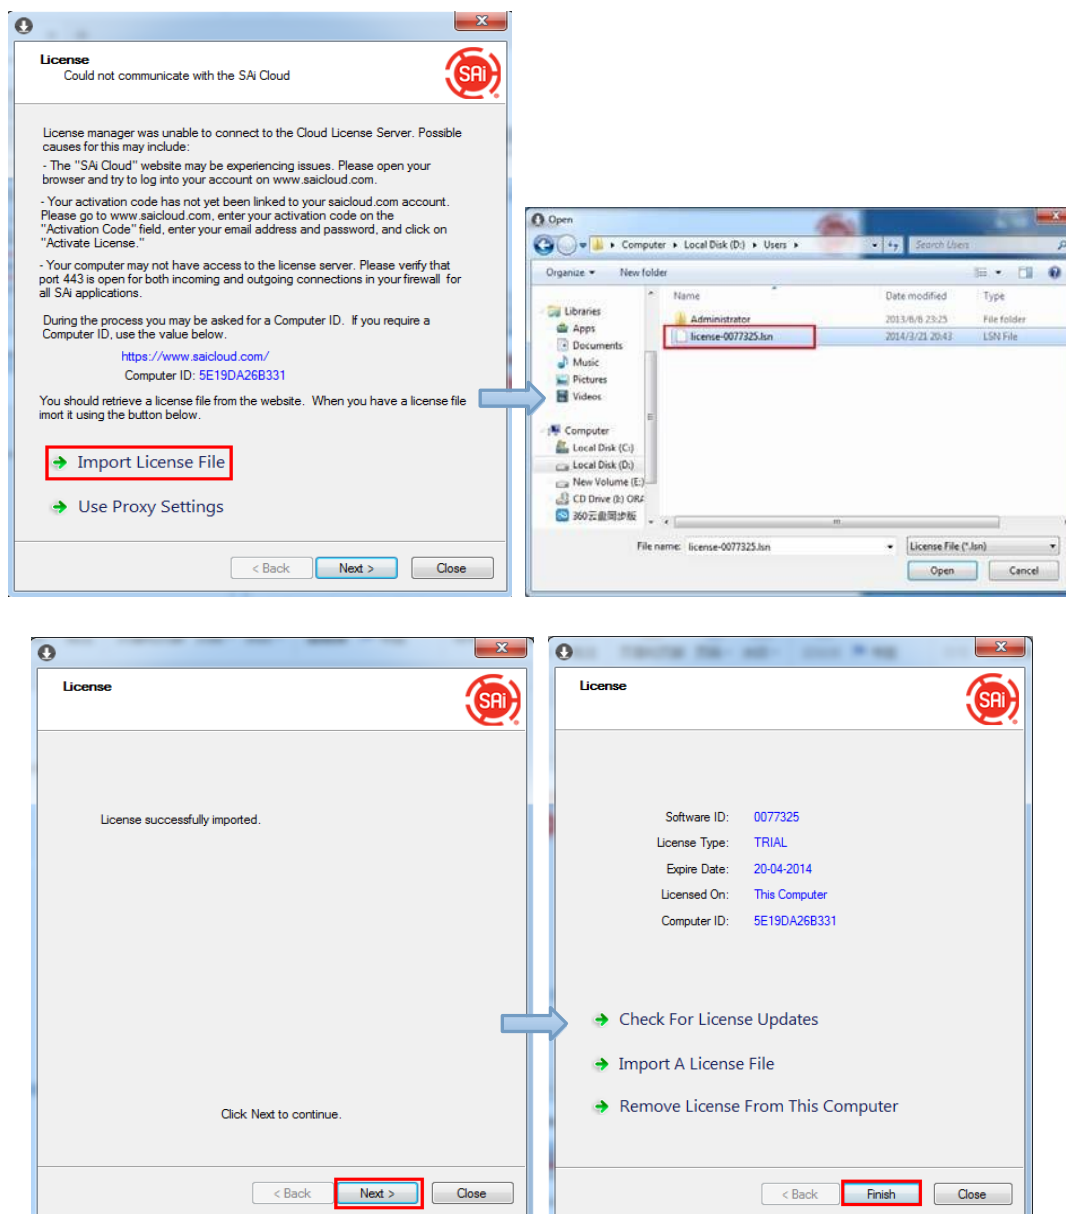 License
Could not communicate with the SAi Cloud
SAi
License manager was unable to connect to the Cloud License Server. Possible
causes for this may include:
- The "SAi Cloud" website may be experiencing issues. Please open your
browser and try to log into your account on www.saicloud.com.
- Your activation code has not yet been linked to your saicloud.com account.
Please go to www.saicloud.com, enter your activation code on the
"Activation Code" field, enter your email address and password, and click on
"Activate License."
- Your computer may not have access to the license server. Please verify that
port 443 is open for both incoming and outgoing connections in your firewall for
all SAi applications.
During the process you may be asked for a Computer ID. If you require a
Computer ID, use the value below.
https://www.saicloud.com/
Computer ID: 5E19DA26B331
You should retrieve a license file from the website. When you have a license file
imort it using the button below.
Import License File
Use Proxy Settings
< Back Next > Close
Open
Computer Local Disk (D:) Users Search Users
Organize New folder
Name Date modified Type
Libraries
Apps
Documents
Music
Pictures
Videos
Computer
Local Disk (C:)
Local Disk (D:)
New Volume (E:)
CD Drive (I:) ORA
360云盘同步版
Administrator 2013/6/8 23:25 File folder
license-0077325.lsn 2014/3/21 20:43 LSN File
File name: license-0077325.lsn License File (*.lsn)
Open Cancel
License
SAi
License successfully imported.
Click Next to continue.
< Back Next > Close
License
SAi
Software ID: 0077325
License Type: TRIAL
Expire Date: 20-04-2014
Licensed On: This Computer
Computer ID: 5E19DA26B331
Check For License Updates
Import A License File
Remove License From This Computer
< Back Finish Close